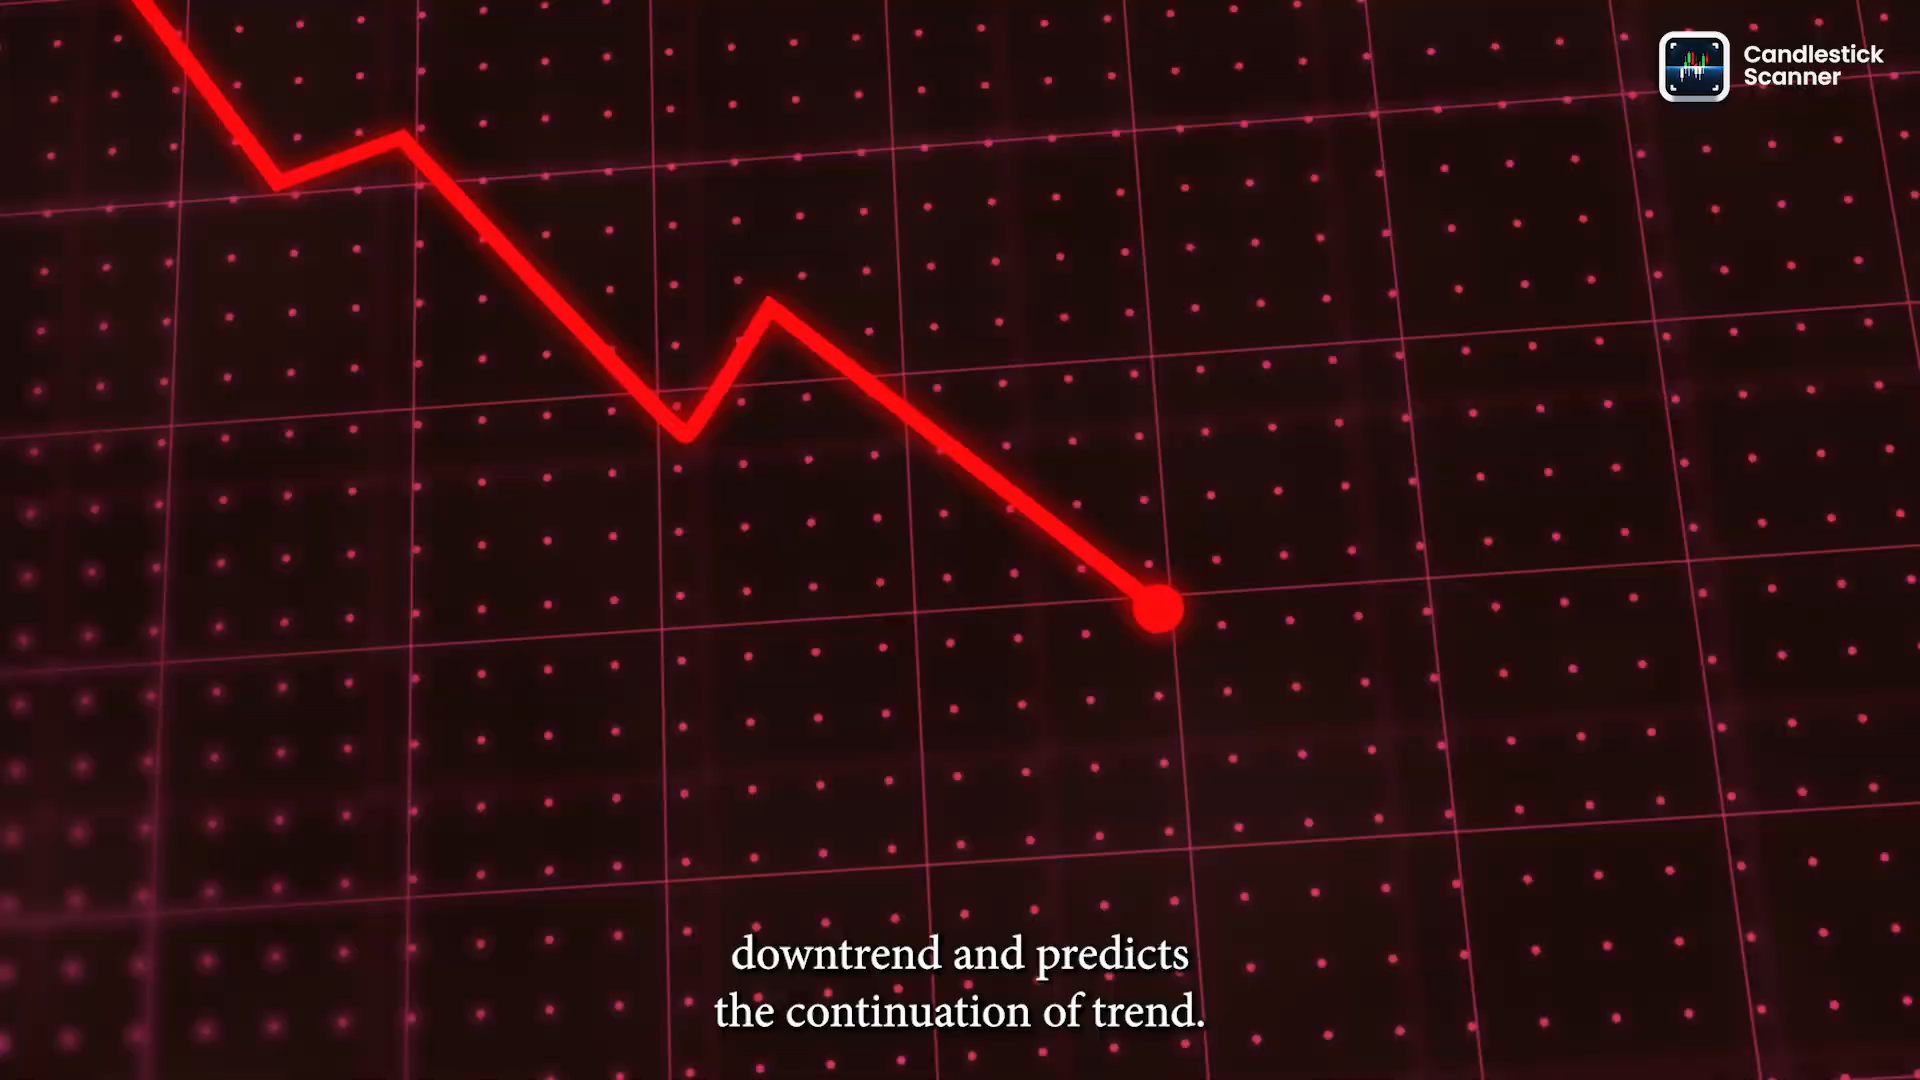 Candlestick
Scanner
downtrend and predicts
the continuation of trend.